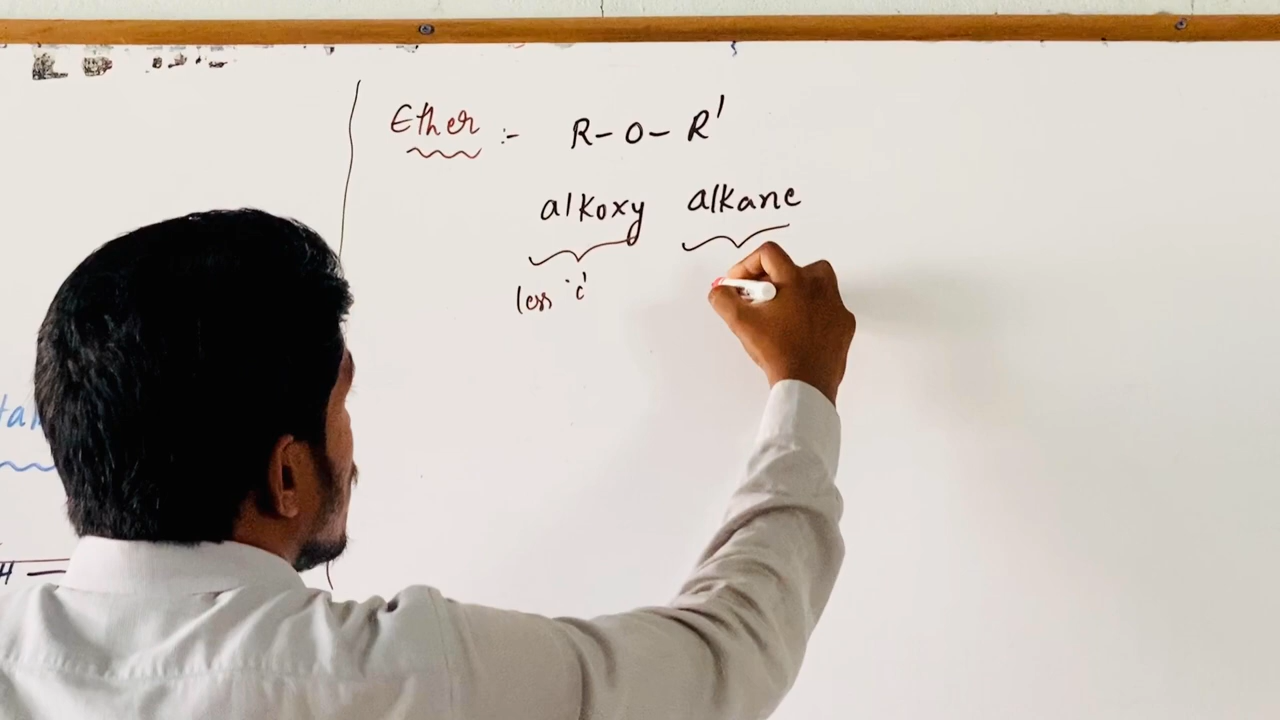 Ether :- R-O-R'
alkoxy alkane
less 'c'